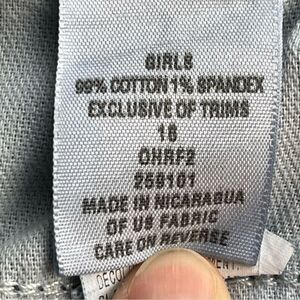 GIRLS
99% COTTON 1% SPANDEX
EXCLUSIVE OF TRIMS
16
OHRF2
259101
MADE IN NICARAGUA
OF US FABRIC
CARE ON REVERSE